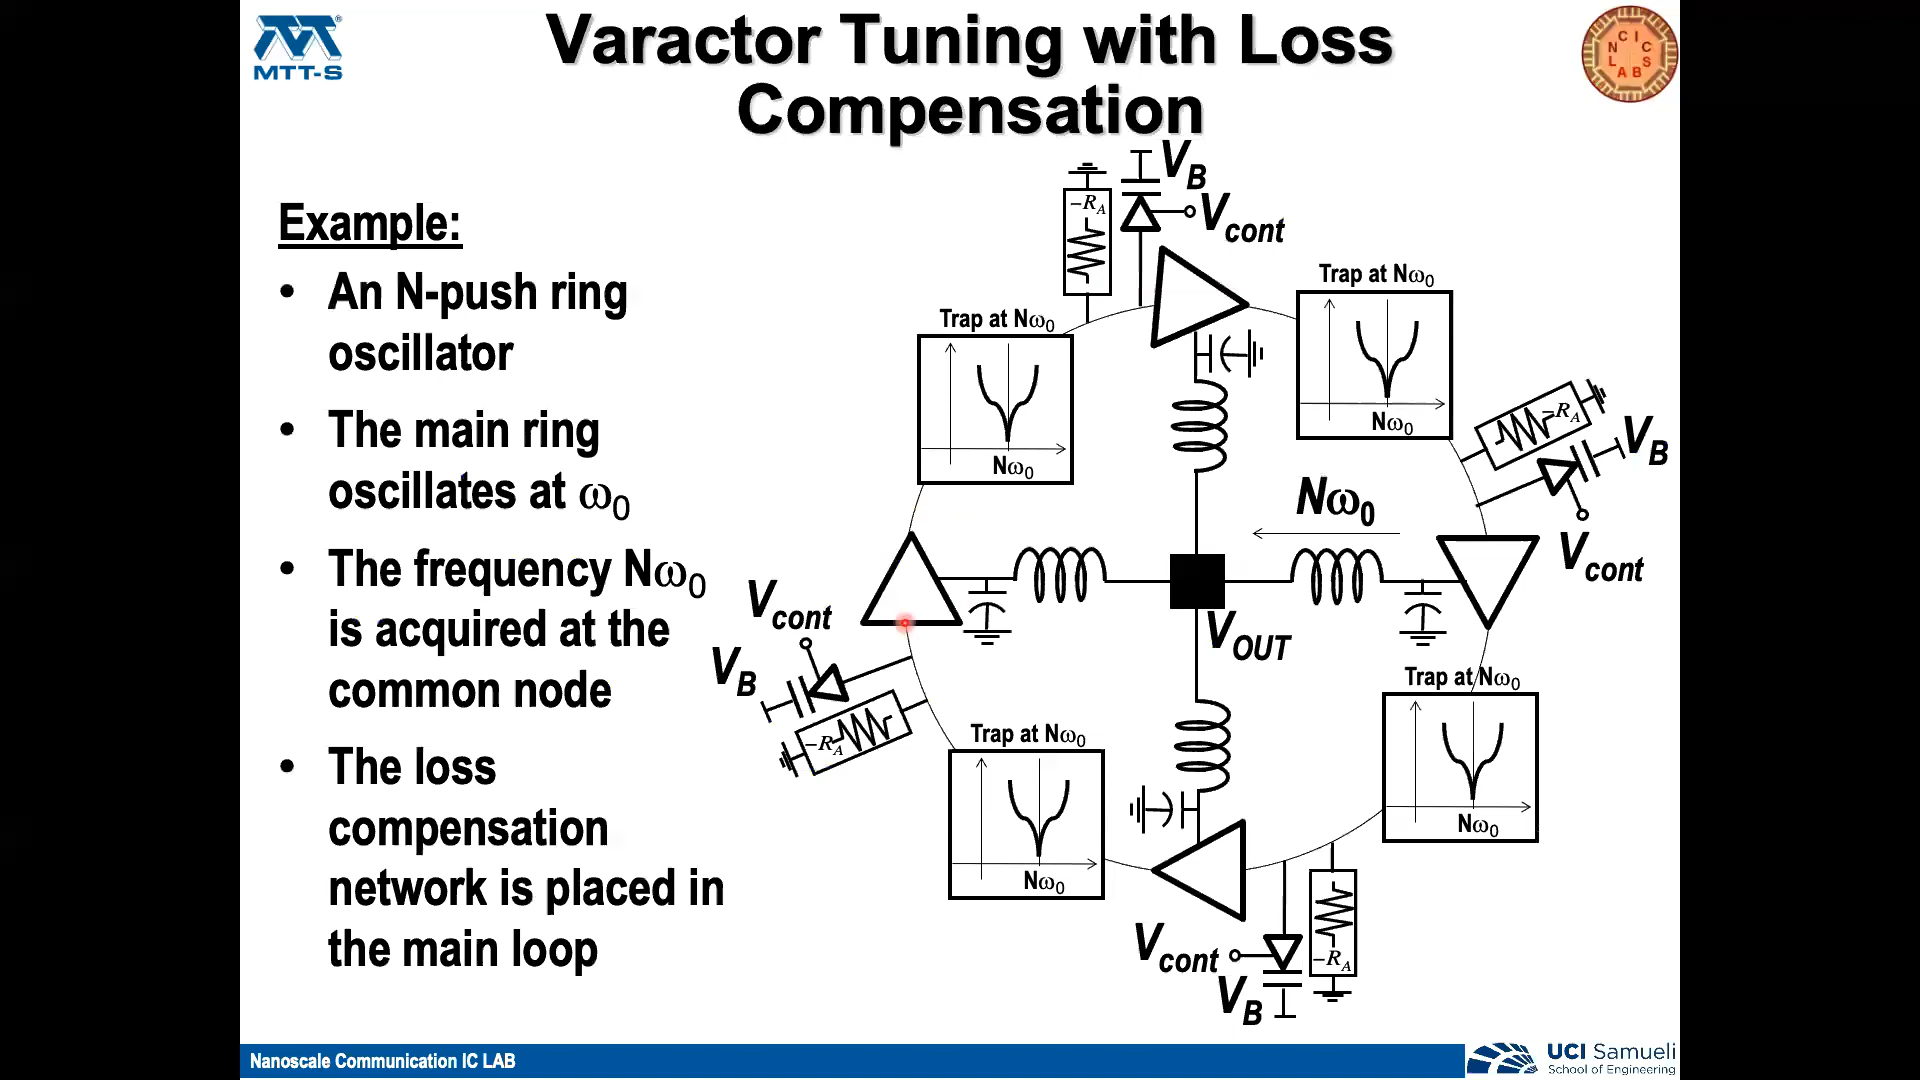 MTT-S
Varactor Tuning with Loss
Compensation
N C I C
L A B S
Example:
• An N-push ring
oscillator
• The main ring
oscillates at ω0
• The frequency Nω0
is acquired at the
common node
• The loss
compensation
network is placed in
the main loop
VB
Vcont
−RA
Trap at Nω0
Nω0
Trap at Nω0
Nω0
−RA
VB
Vcont
Nω0
VOUT
Vcont
VB
−RA
Trap at Nω0
Nω0
Trap at Nω0
Nω0
Vcont
VB
−RA
Nanoscale Communication IC LAB
UCI Samueli
School of Engineering